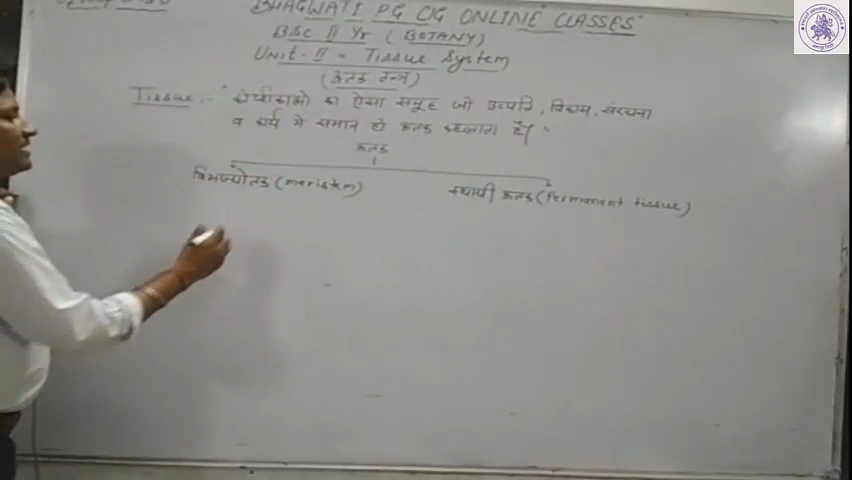 BHAGWATI PG CLG ONLINE CLASSES
BSC II Yr (BOTANY)
Unit-II - Tissue System
(ऊतक तन्त्र)
Tissue :- " कोशिकाओ का ऐसा समूह जो उत्पत्ति, विकास, संरचना
व कार्य मे समान हो ऊतक कहलाता है। "
ऊतक
विभज्योतक (meristem)
स्थायी ऊतक (Permanent tissue)